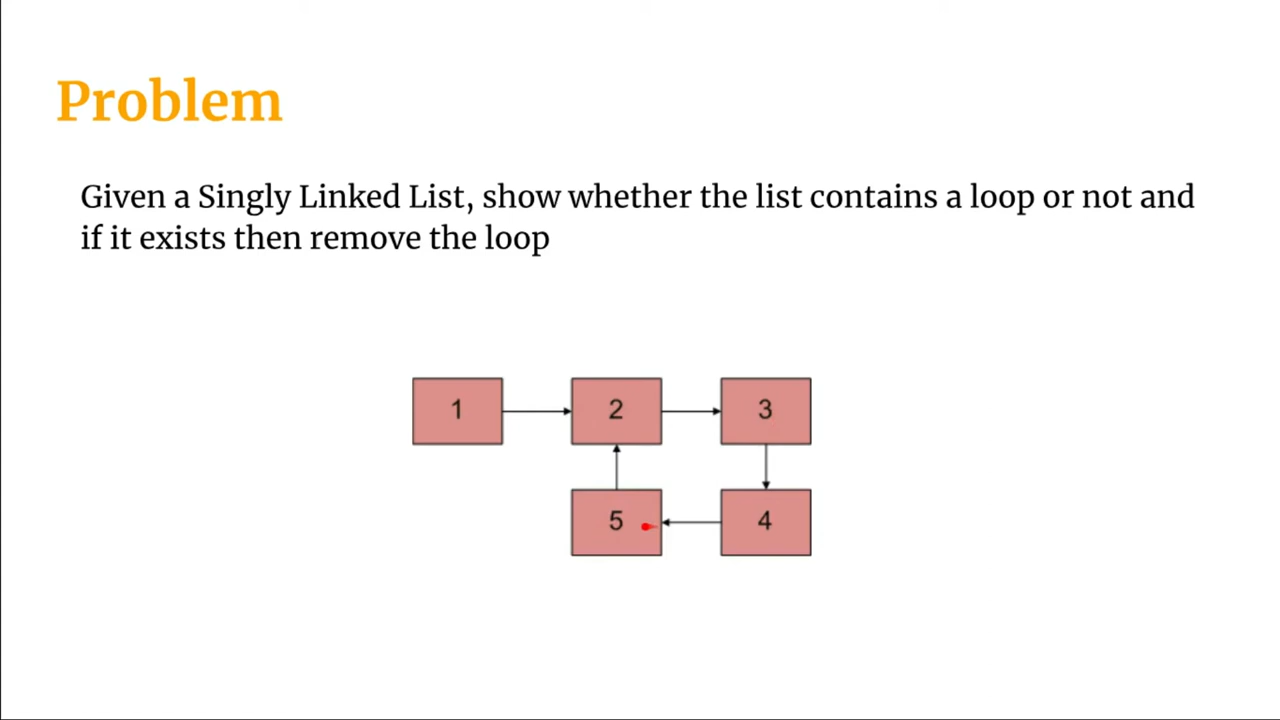 Problem
Given a Singly Linked List, show whether the list contains a loop or not and
if it exists then remove the loop
1 2 3
5 4